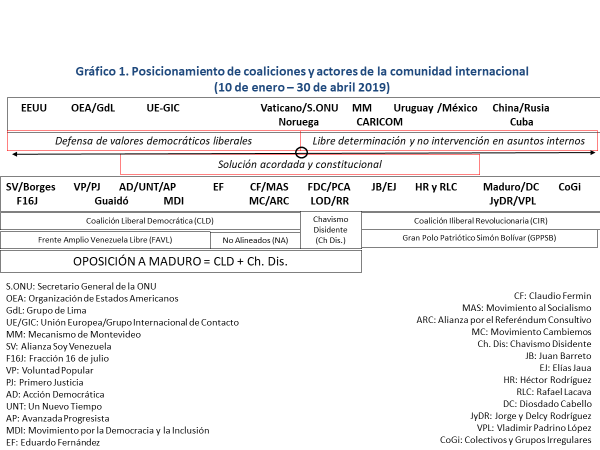 Gráfico 1. Posicionamiento de coaliciones y actores de la comunidad internacional
(10 de enero – 30 de abril 2019)
EEUU OEA/GdL UE-GIC Vaticano/S.ONU MM Uruguay /México China/Rusia
Noruega CARICOM Cuba
Defensa de valores democráticos liberales Libre determinación y no intervención en asuntos internos
Solución acordada y constitucional
SV/Borges VP/PJ AD/UNT/AP EF CF/MAS FDC/PCA JB/EJ HR y RLC Maduro/DC CoGi
F16J Guaidó MDI MC/ARC LOD/RR JyDR/VPL
Coalición Liberal Democrática (CLD) Chavismo Coalición Iliberal Revolucionaria (CIR)
Disidente
Frente Amplio Venezuela Libre (FAVL) No Alineados (NA) (Ch Dis.) Gran Polo Patriótico Simón Bolívar (GPPSB)
OPOSICIÓN A MADURO = CLD + Ch. Dis.
S.ONU: Secretario General de la ONU
OEA: Organización de Estados Americanos
GdL: Grupo de Lima
UE/GIC: Unión Europea/Grupo Internacional de Contacto
MM: Mecanismo de Montevideo
SV: Alianza Soy Venezuela
F16J: Fracción 16 de julio
VP: Voluntad Popular
PJ: Primero Justicia
AD: Acción Democrática
UNT: Un Nuevo Tiempo
AP: Avanzada Progresista
MDI: Movimiento por la Democracia y la Inclusión
EF: Eduardo Fernández
CF: Claudio Fermin
MAS: Movimiento al Socialismo
ARC: Alianza por el Referéndum Consultivo
MC: Movimiento Cambiemos
Ch. Dis: Chavismo Disidente
JB: Juan Barreto
EJ: Elías Jaua
HR: Héctor Rodríguez
RLC: Rafael Lacava
DC: Diosdado Cabello
JyDR: Jorge y Delcy Rodríguez
VPL: Vladimir Padrino López
CoGi: Colectivos y Grupos Irregulares